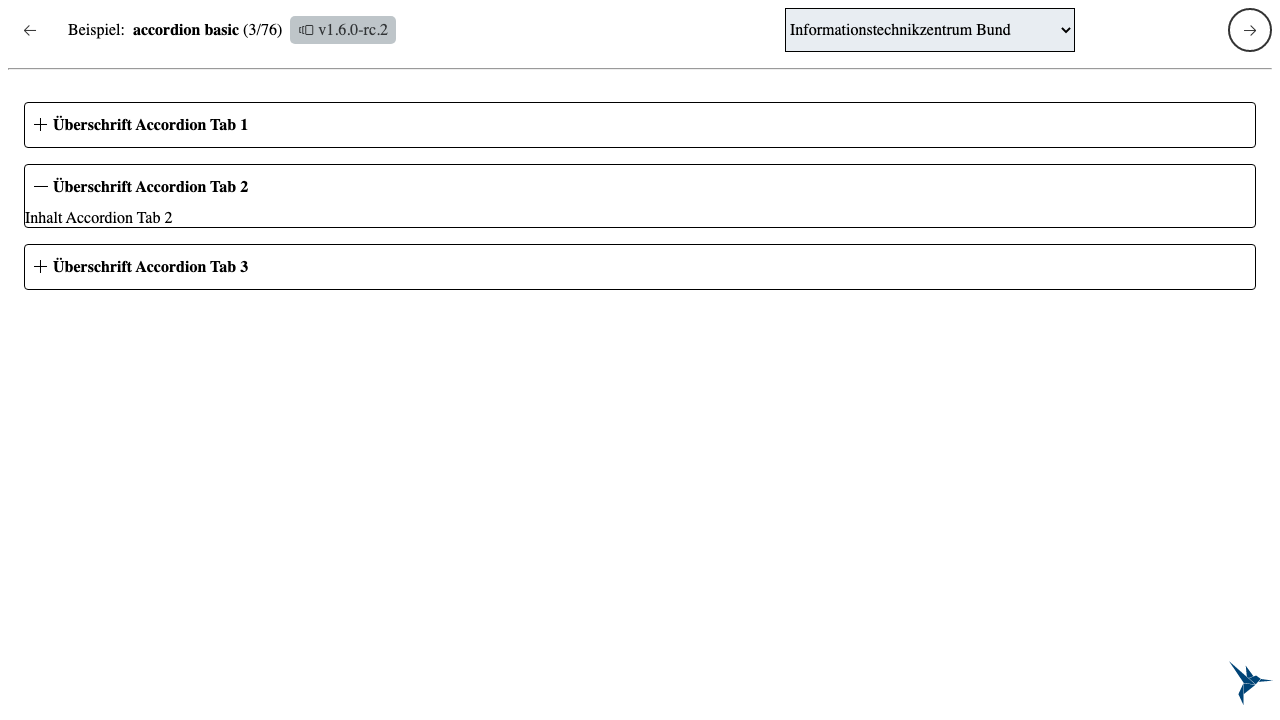 Beispiel: accordion basic (3/76) v1.6.0-rc.2 Informationstechnikzentrum Bund
Überschrift Accordion Tab 1
Überschrift Accordion Tab 2
Inhalt Accordion Tab 2
Überschrift Accordion Tab 3